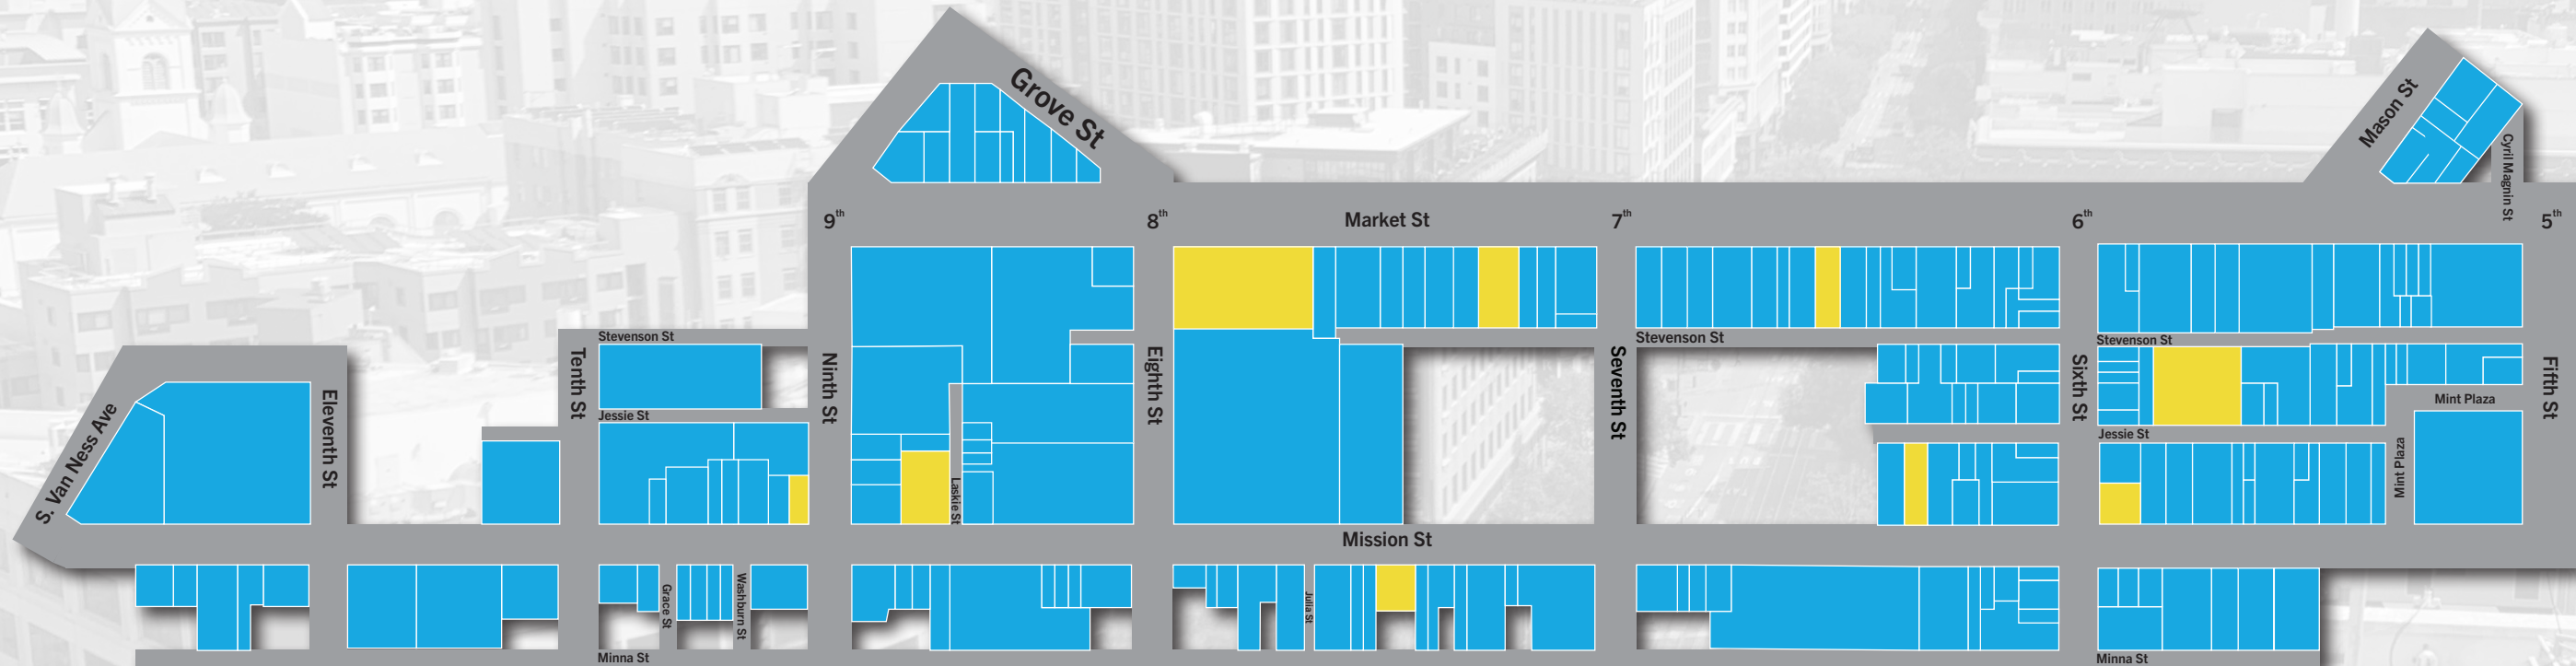 Grove St
Mason St
Cyril Magnin St
9th
8th
Market St
7th
6th
5th
Stevenson St
Stevenson St
Stevenson St
S. Van Ness Ave
Eleventh St
Tenth St
Ninth St
Eighth St
Seventh St
Sixth St
Fifth St
Jessie St
Mint Plaza
Jessie St
Mint Plaza
Laskie St
Mission St
Grace St
Washburn St
Julia St
Minna St
Minna St